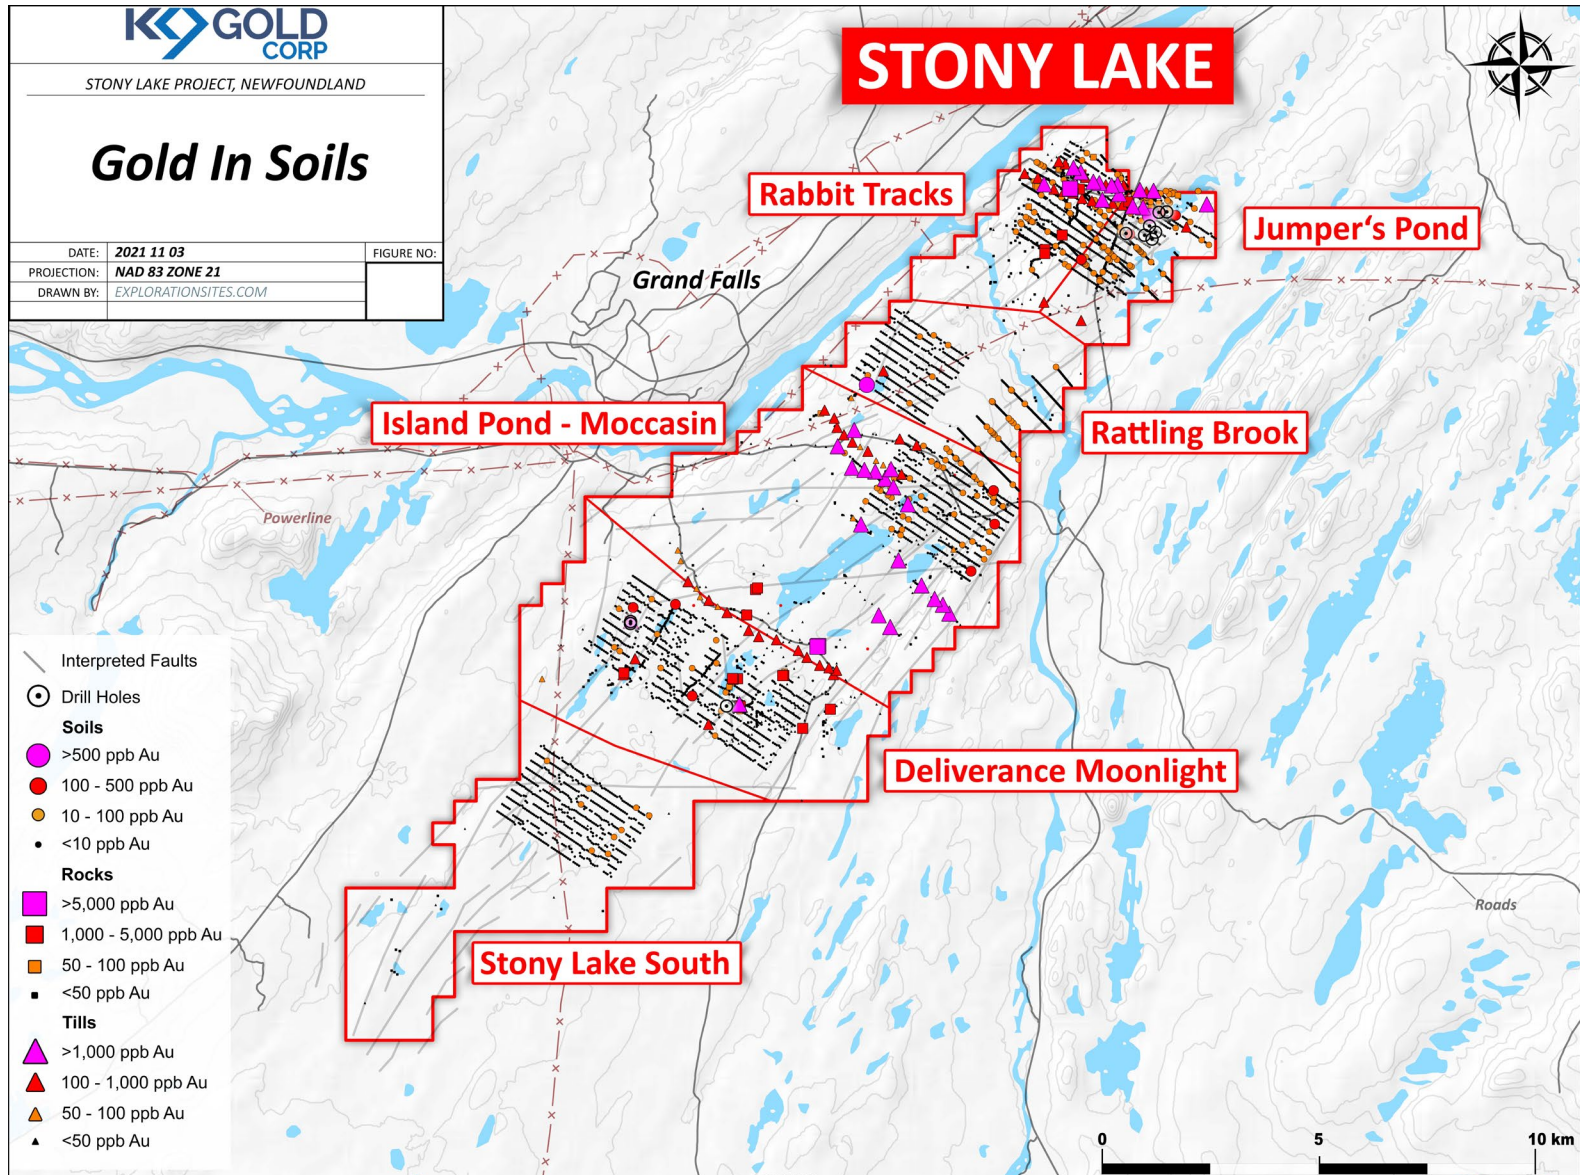 K9 GOLD
CORP
STONY LAKE PROJECT, NEWFOUNDLAND
Gold In Soils
DATE: 2021 11 03 FIGURE NO:
PROJECTION: NAD 83 ZONE 21
DRAWN BY: EXPLORATIONSITES.COM
STONY LAKE
Rabbit Tracks
Jumper's Pond
Grand Falls
Island Pond - Moccasin
Rattling Brook
Powerline
Deliverance Moonlight
Roads
Stony Lake South
Interpreted Faults
Drill Holes
Soils
>500 ppb Au
100 - 500 ppb Au
10 - 100 ppb Au
<10 ppb Au
Rocks
>5,000 ppb Au
1,000 - 5,000 ppb Au
50 - 100 ppb Au
<50 ppb Au
Tills
>1,000 ppb Au
100 - 1,000 ppb Au
50 - 100 ppb Au
<50 ppb Au
0 5 10 km